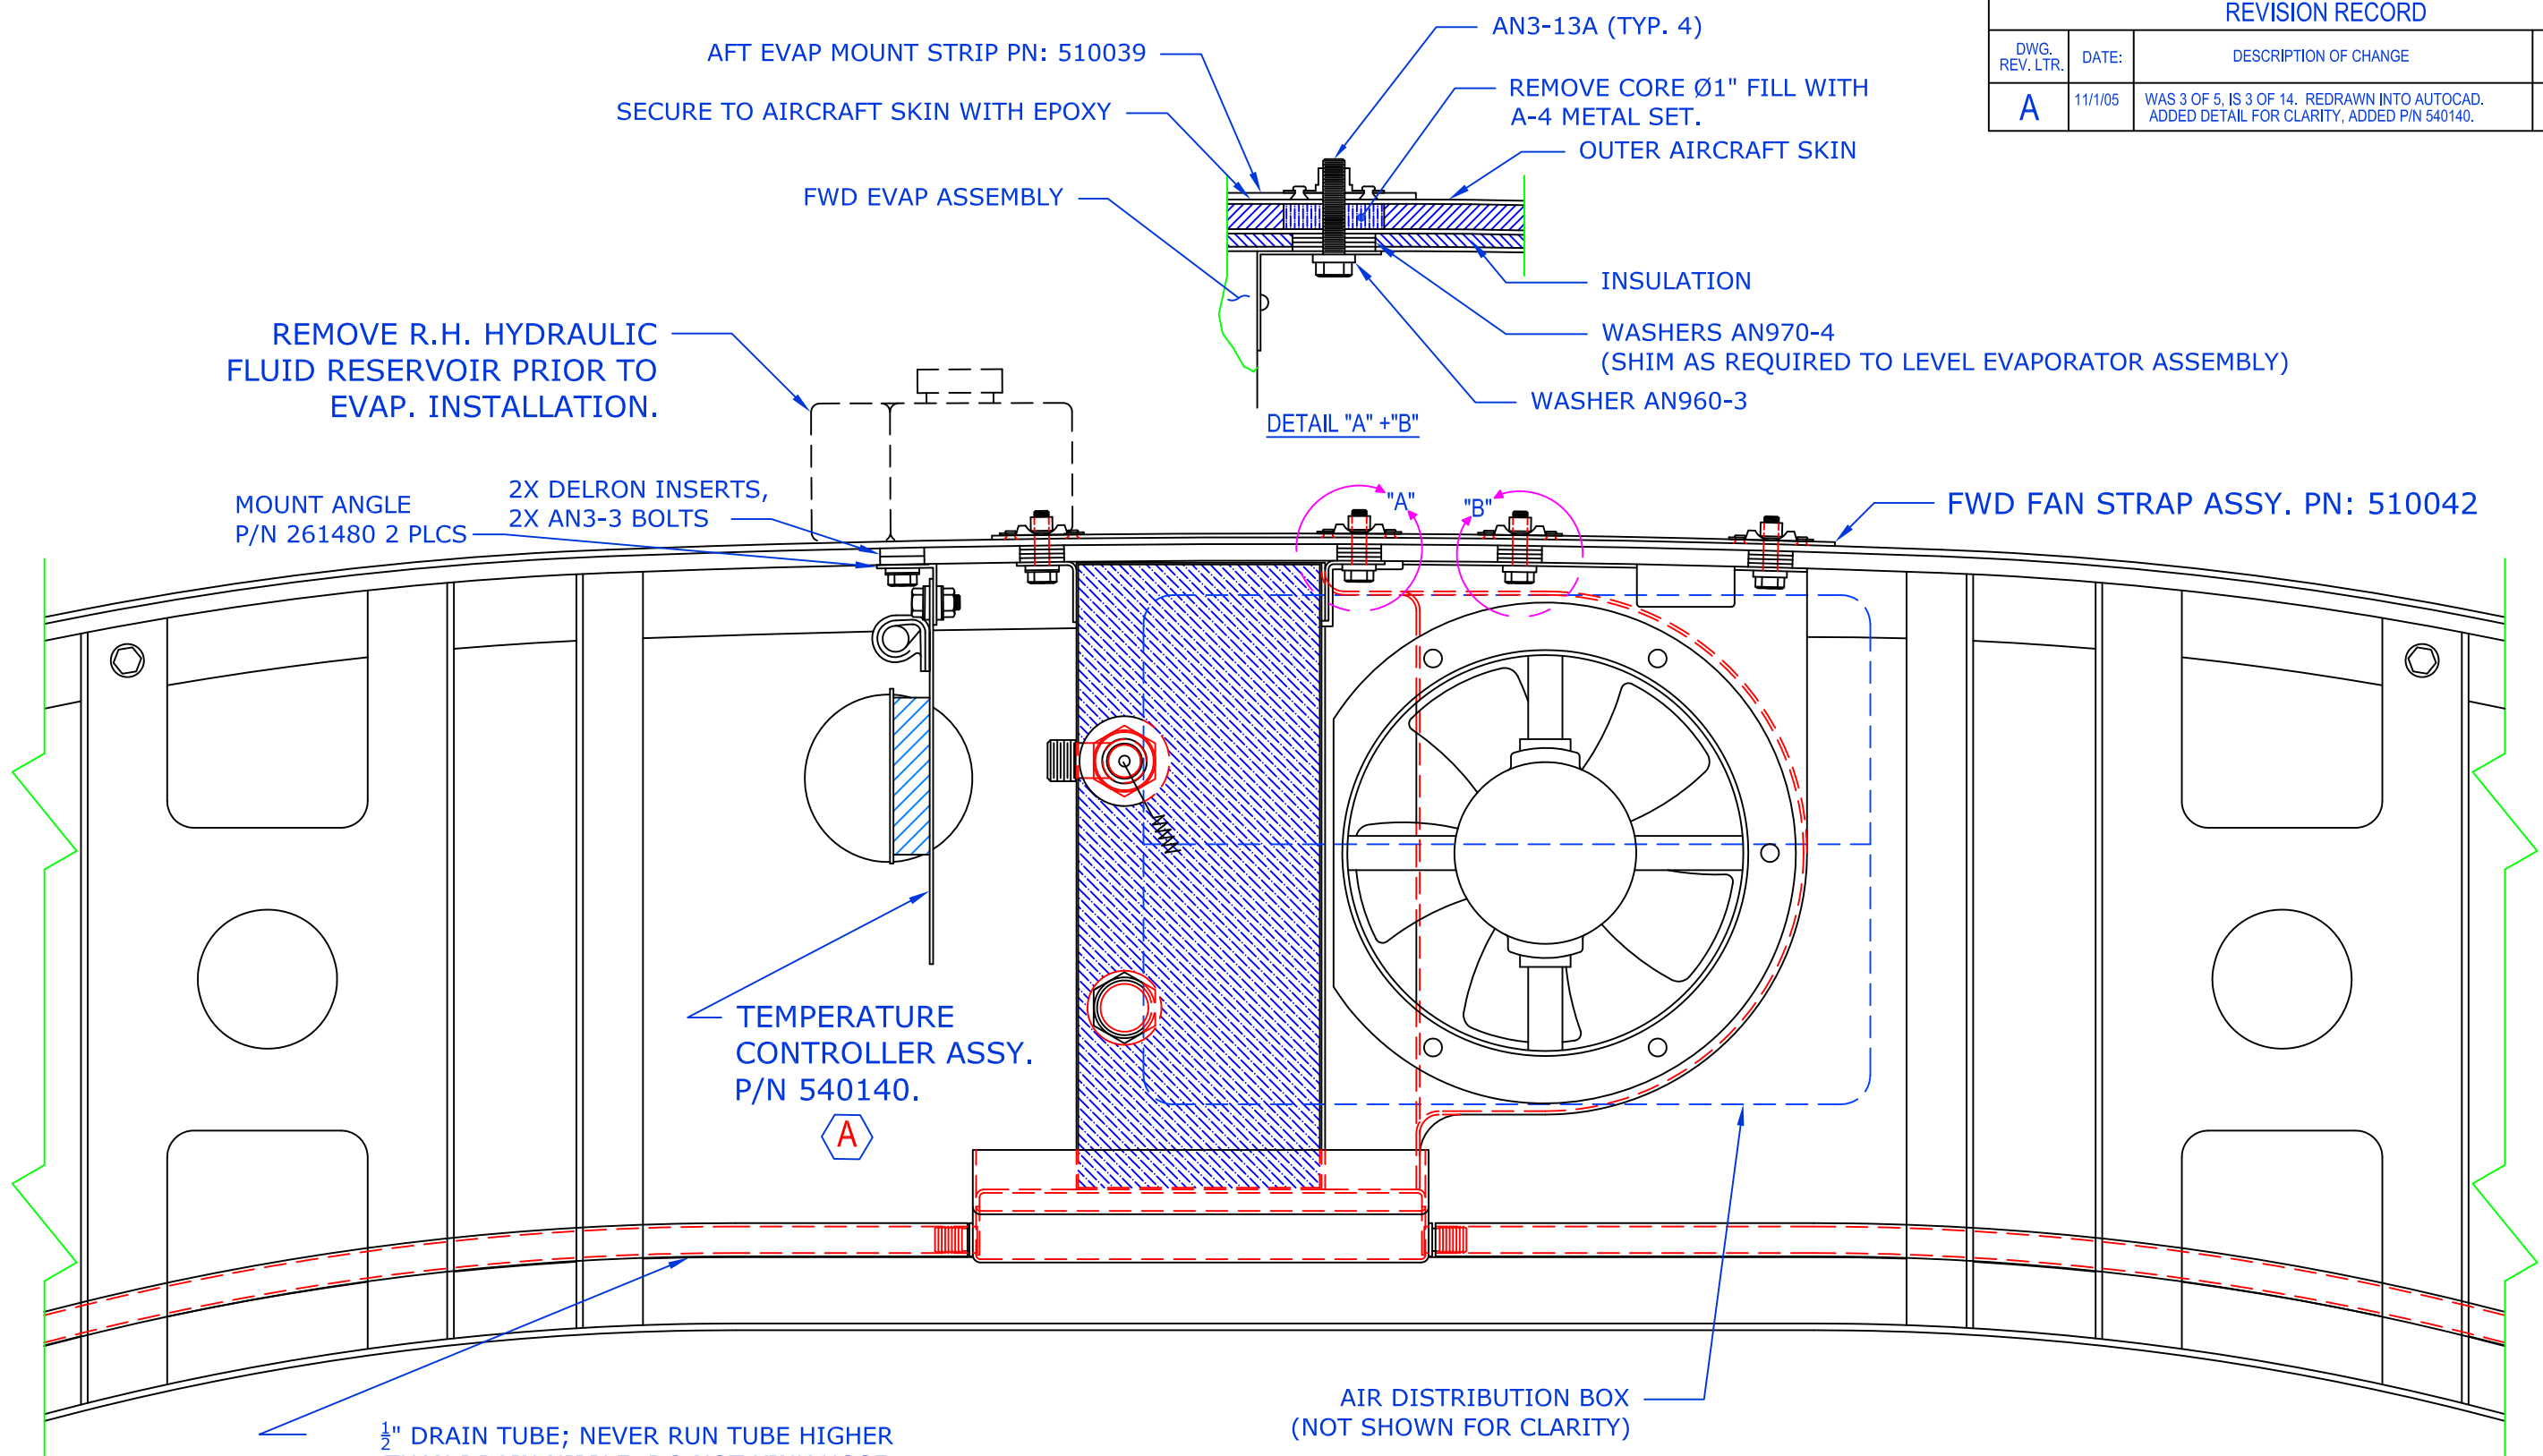 REVISION RECORD
DWG.
REV. LTR.
DATE:
DESCRIPTION OF CHANGE
A
11/1/05
WAS 3 OF 5, IS 3 OF 14. REDRAWN INTO AUTOCAD.
ADDED DETAIL FOR CLARITY, ADDED P/N 540140.
AN3-13A (TYP. 4)
AFT EVAP MOUNT STRIP PN: 510039
REMOVE CORE Ø1" FILL WITH
A-4 METAL SET.
SECURE TO AIRCRAFT SKIN WITH EPOXY
OUTER AIRCRAFT SKIN
FWD EVAP ASSEMBLY
INSULATION
WASHERS AN970-4
(SHIM AS REQUIRED TO LEVEL EVAPORATOR ASSEMBLY)
WASHER AN960-3
DETAIL "A" +"B"
REMOVE R.H. HYDRAULIC
FLUID RESERVOIR PRIOR TO
EVAP. INSTALLATION.
MOUNT ANGLE
P/N 261480 2 PLCS
2X DELRON INSERTS,
2X AN3-3 BOLTS
"A"
"B"
FWD FAN STRAP ASSY. PN: 510042
TEMPERATURE
CONTROLLER ASSY.
P/N 540140.
A
AIR DISTRIBUTION BOX
(NOT SHOWN FOR CLARITY)
½" DRAIN TUBE; NEVER RUN TUBE HIGHER